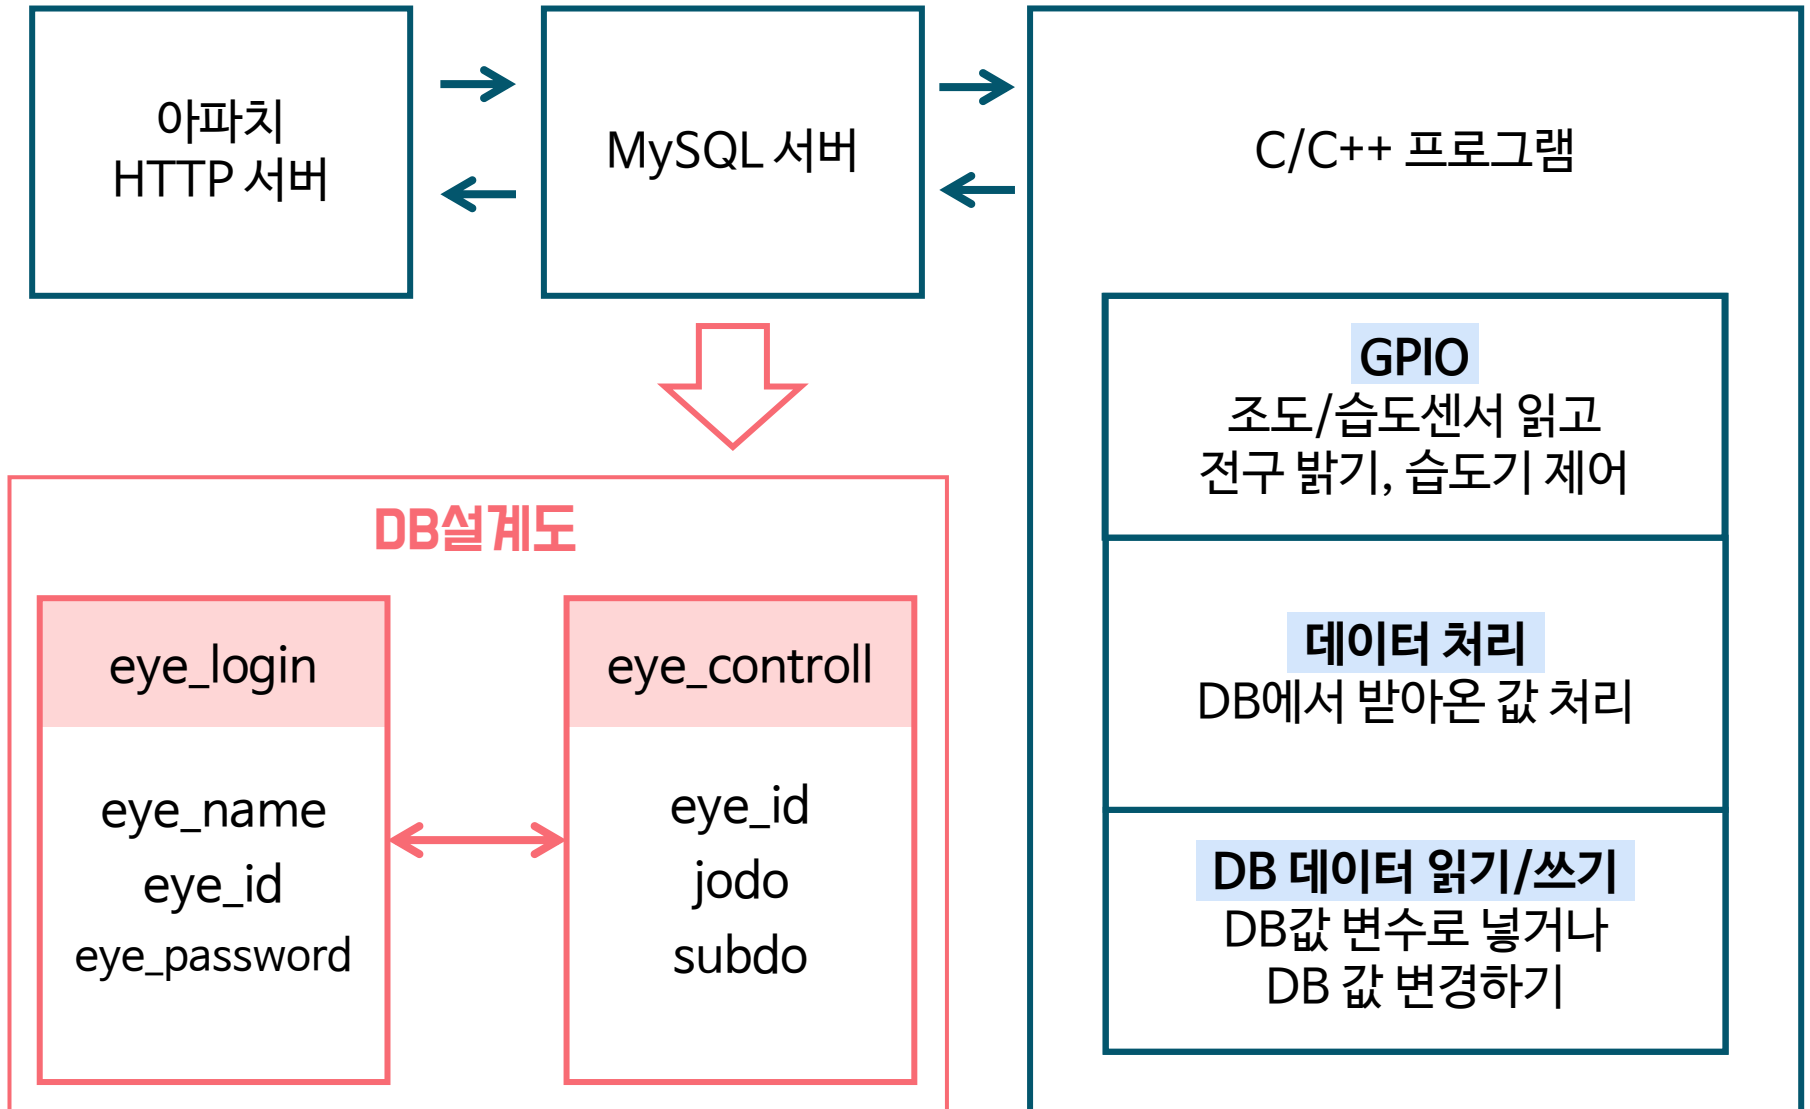 아파치
HTTP 서버
MySQL 서버
C/C++ 프로그램
GPIO
조도/습도센서 읽고
전구 밝기, 습도기 제어
데이터 처리
DB에서 받아온 값 처리
DB 데이터 읽기/쓰기
DB값 변수로 넣거나
DB 값 변경하기
DB설계도
eye_login
eye_name
eye_id
eye_password
eye_controll
eye_id
jodo
subdo